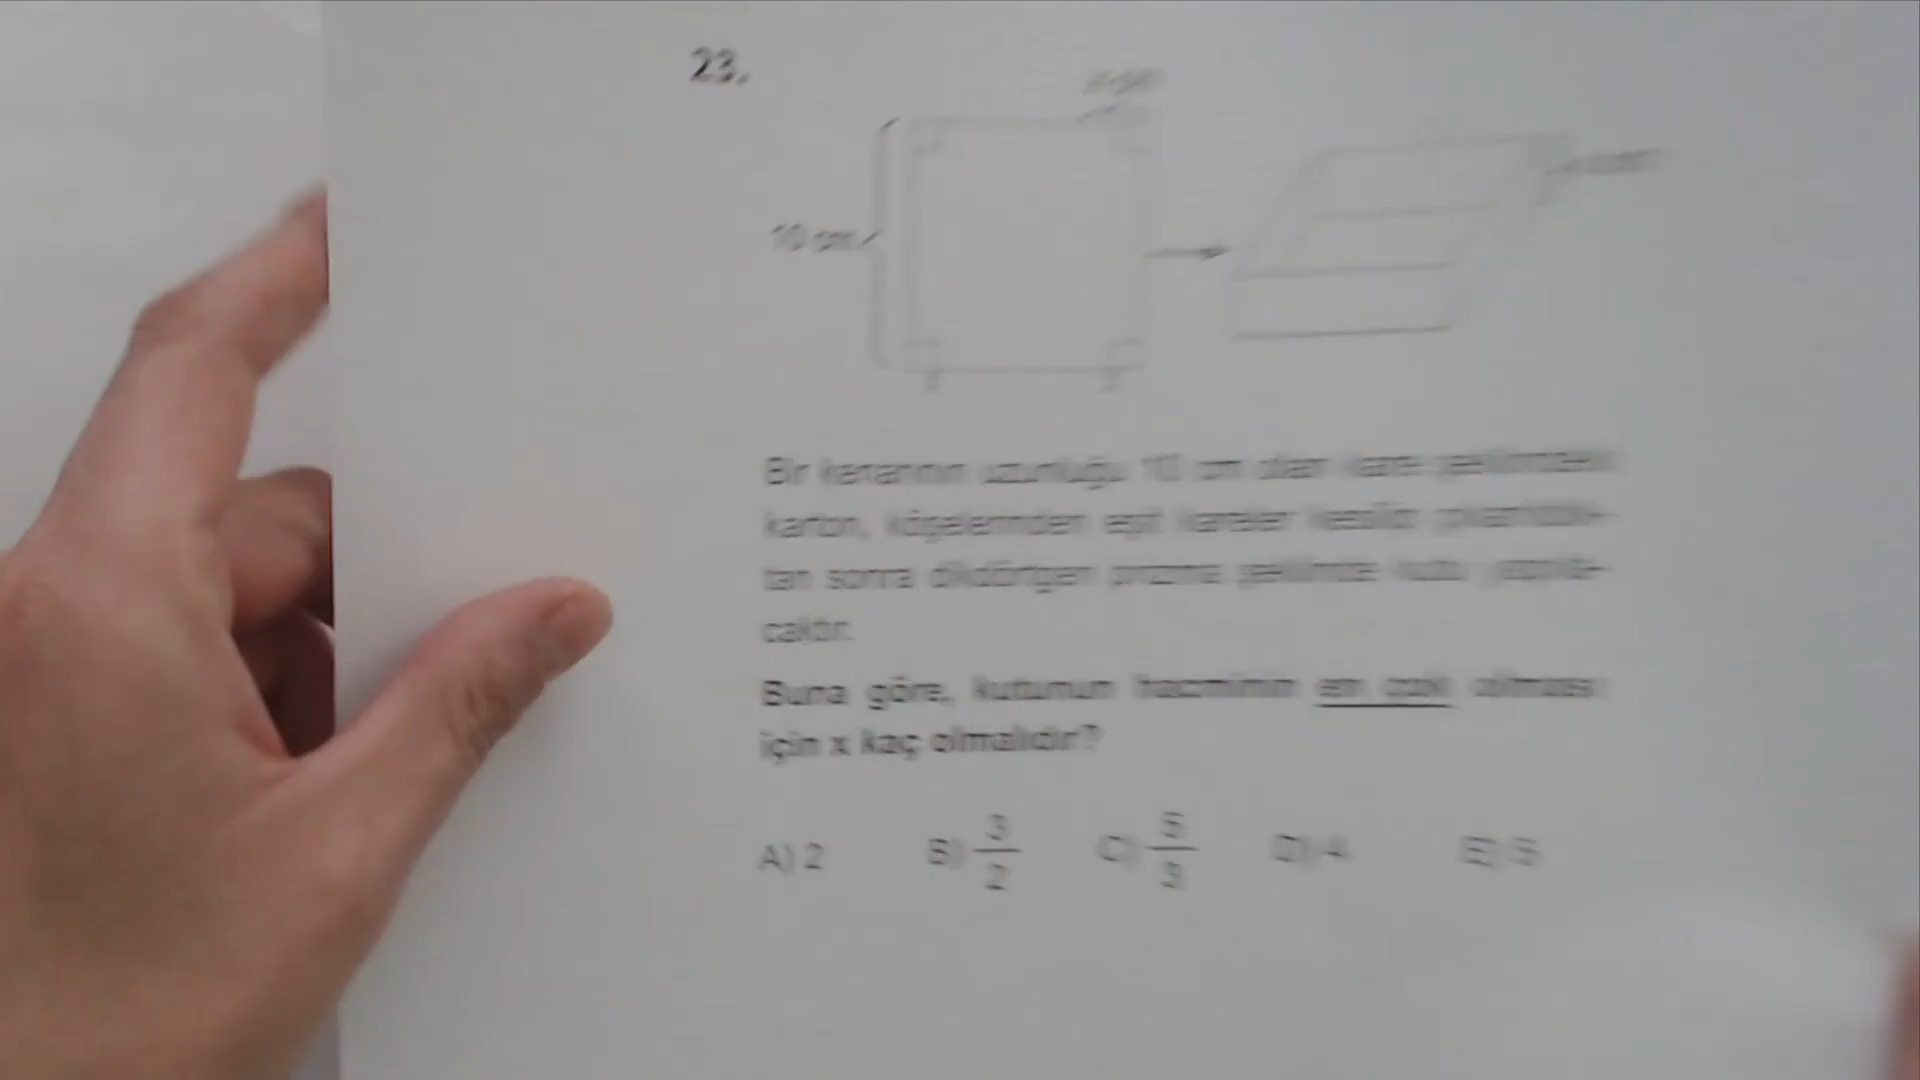 23.
10 cm
Bir kenarının uzunluğu 10 cm olan kare şeklindeki
karton, köşelerinden eşit kareler kesilip çıkarıldık-
tan sonra dikdörtgen prizma şeklinde kutu yapıla-
caktır.
Buna göre, kutunun hacminin en çok olması
için x kaç olmalıdır?
A) 2 B) 3/2 C) 5/3 D) 4 E) 5